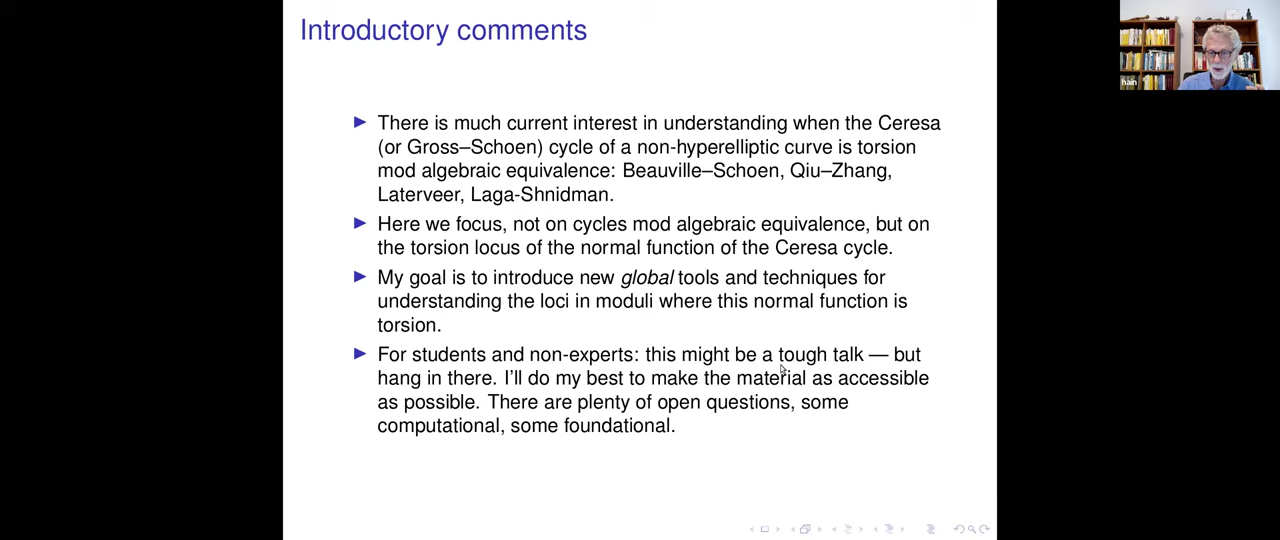 Introductory comments
There is much current interest in understanding when the Ceresa
(or Gross–Schoen) cycle of a non-hyperelliptic curve is torsion
mod algebraic equivalence: Beauville–Schoen, Qiu–Zhang,
Laterveer, Laga-Shnidman.
Here we focus, not on cycles mod algebraic equivalence, but on
the torsion locus of the normal function of the Ceresa cycle.
My goal is to introduce new global tools and techniques for
understanding the loci in moduli where this normal function is
torsion.
For students and non-experts: this might be a tough talk — but
hang in there. I'll do my best to make the material as accessible
as possible. There are plenty of open questions, some
computational, some foundational.
hain